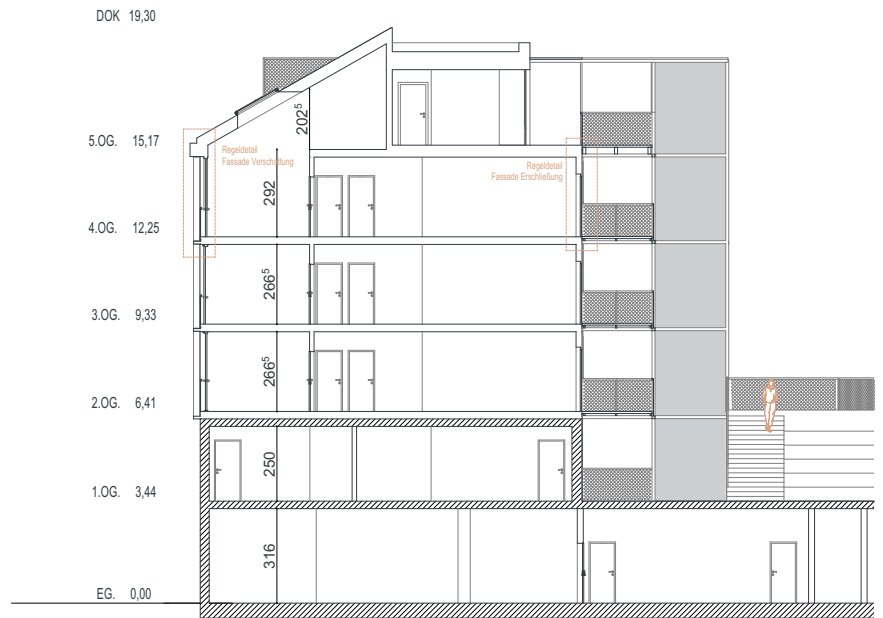 DOK 19,30
202⁵
5.OG. 15,17
Regeldetail
Fassade Verschattung
Regeldetail
Fassade Erschließung
292
4.OG. 12,25
266⁵
3.OG. 9,33
266⁵
2.OG. 6,41
250
1.OG. 3,44
316
EG. 0,00